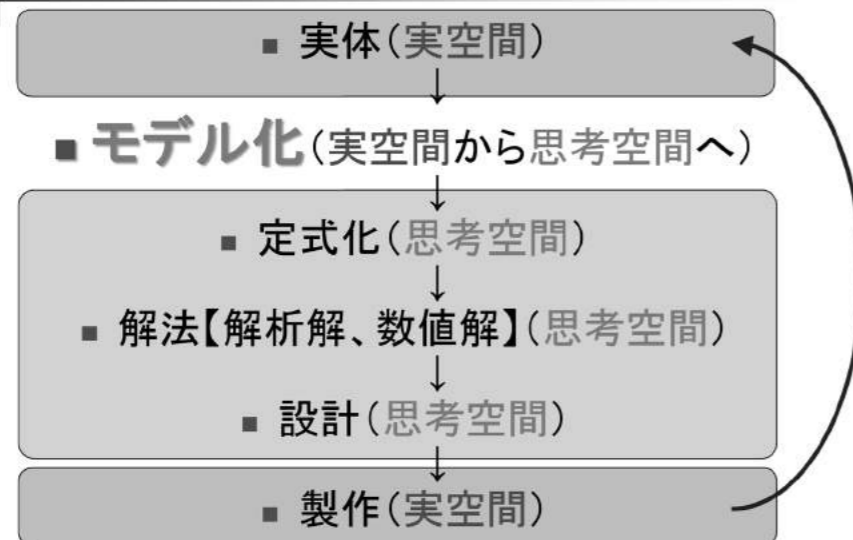 ■ 実体(実空間)
↓
■ モデル化(実空間から思考空間へ)
↓
■ 定式化(思考空間)
↓
■ 解法【解析解、数値解】(思考空間)
↓
■ 設計(思考空間)
↓
■ 製作(実空間)